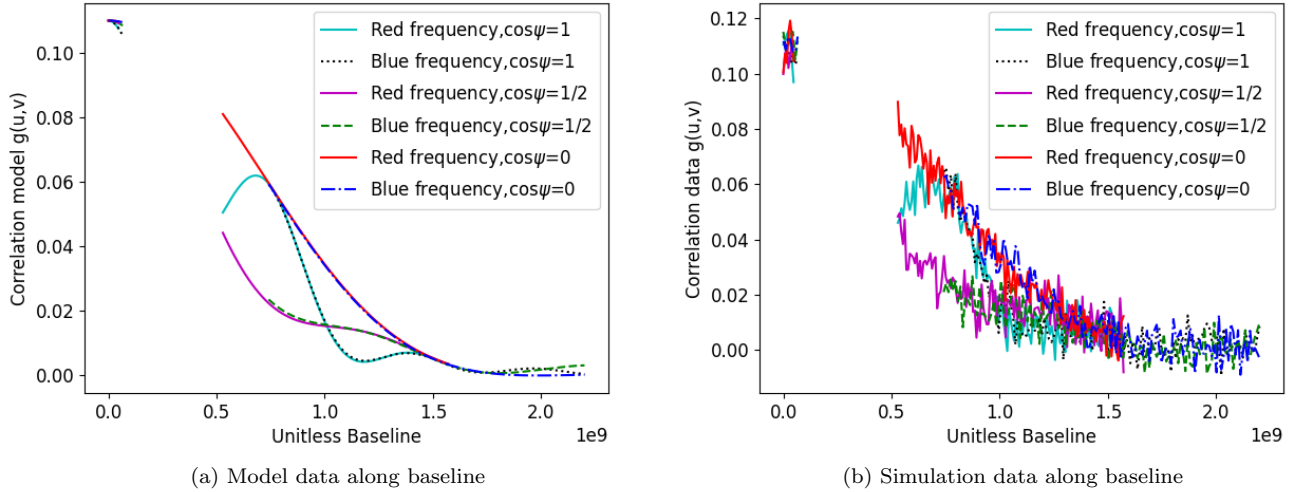 Correlation model g(u,v)
0.10
0.08
0.06
0.04
0.02
0.00
Red frequency,cosψ=1
Blue frequency,cosψ=1
Red frequency,cosψ=1/2
Blue frequency,cosψ=1/2
Red frequency,cosψ=0
Blue frequency,cosψ=0
0.0 0.5 1.0 1.5 2.0
Unitless Baseline 1e9
(a) Model data along baseline
Correlation data g(u,v)
0.12
0.10
0.08
0.06
0.04
0.02
0.00
Red frequency,cosψ=1
Blue frequency,cosψ=1
Red frequency,cosψ=1/2
Blue frequency,cosψ=1/2
Red frequency,cosψ=0
Blue frequency,cosψ=0
0.0 0.5 1.0 1.5 2.0
Unitless Baseline 1e9
(b) Simulation data along baseline